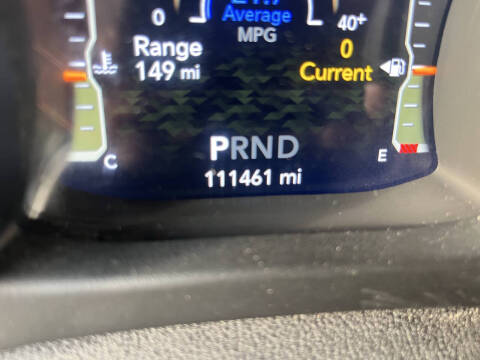 0
Average
MPG
40+
Range
149 mi
0
Current
C
PRND
E
111461 mi